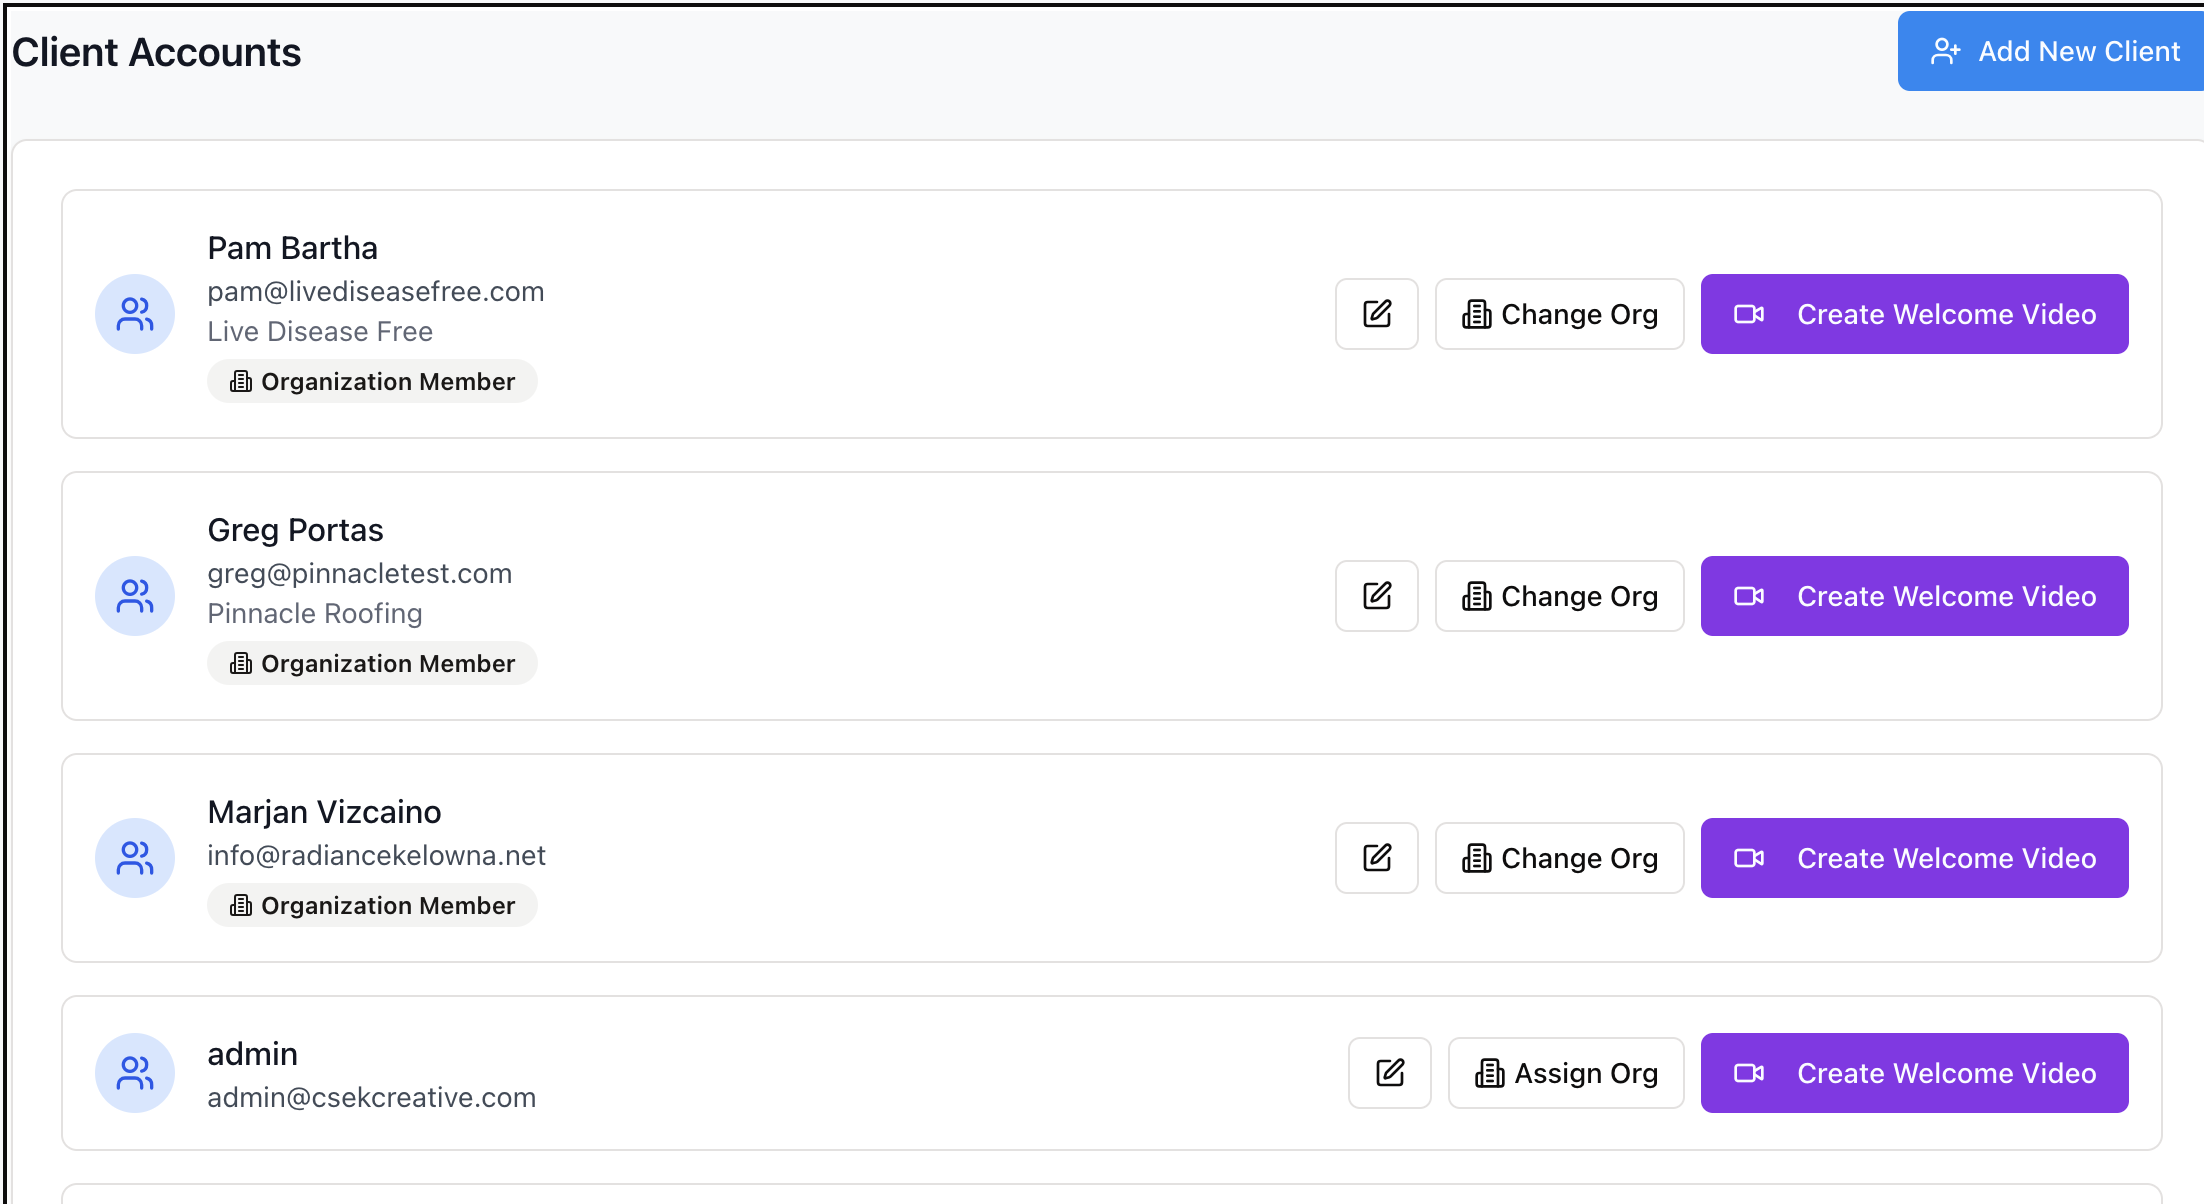 Client Accounts
Add New Client
Pam Bartha
pam@livediseasefree.com
Live Disease Free
Organization Member
Change Org
Create Welcome Video
Greg Portas
greg@pinnacletest.com
Pinnacle Roofing
Organization Member
Change Org
Create Welcome Video
Marjan Vizcaino
info@radiancekelowna.net
Organization Member
Change Org
Create Welcome Video
admin
admin@csekcreative.com
Assign Org
Create Welcome Video